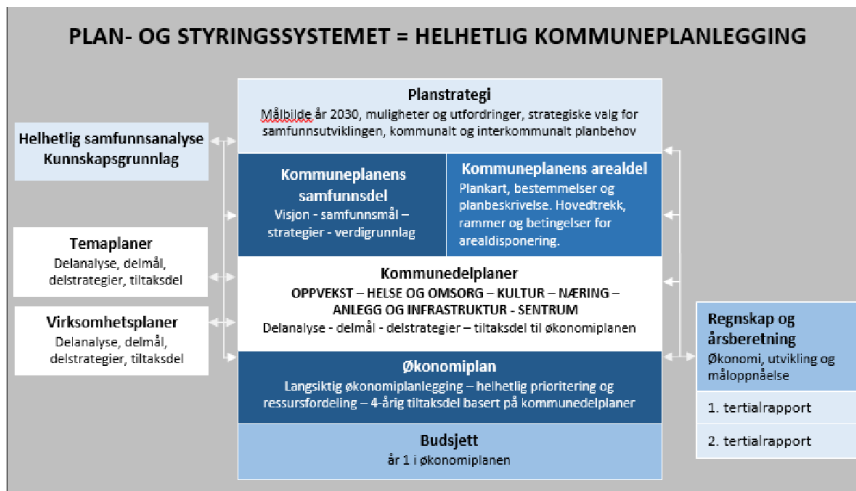 PLAN- OG STYRINGSSYSTEMET = HELHETLIG KOMMUNEPLANLEGGING
Planstrategi
Målbilde år 2030, muligheter og utfordringer, strategiske valg for
samfunnsutviklingen, kommunalt og interkommunalt planbehov
Helhetlig samfunnsanalyse
Kunnskapsgrunnlag
Kommuneplanens
samfunnsdel
Visjon - samfunnsmål –
strategier - verdigrunnlag
Kommuneplanens arealdel
Plankart, bestemmelser og
planbeskrivelse. Hovedtrekk,
rammer og betingelser for
arealdisponering.
Temaplaner
Delanalyse, delmål,
delstrategier, tiltaksdel
Virksomhetsplaner
Delanalyse, delmål,
delstrategier, tiltaksdel
Kommunedelplaner
OPPVEKST – HELSE OG OMSORG – KULTUR – NÆRING –
ANLEGG OG INFRASTRUKTUR - SENTRUM
Delanalyse - delmål - delstrategier – tiltaksdel til økonomiplanen
Økonomiplan
Langsiktig økonomiplanlegging – helhetlig prioritering og
ressursfordeling – 4-årig tiltaksdel basert på kommunedelplaner
Budsjett
år 1 i økonomiplanen
Regnskap og
årsberetning
Økonomi, utvikling og
måloppnåelse
1. tertialrapport
2. tertialrapport